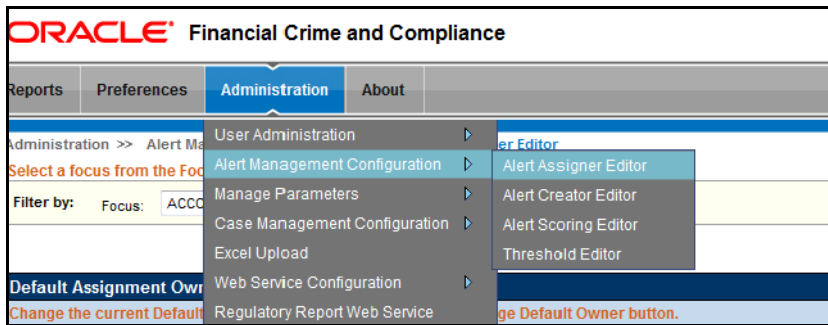 ORACLE® Financial Crime and Compliance
Reports Preferences Administration About
Administration >> Alert Ma
er Editor
Select a focus from the Foc
Filter by: Focus: ACCO
User Administration
Alert Management Configuration
Manage Parameters
Case Management Configuration
Excel Upload
Web Service Configuration
Regulatory Report Web Service
Alert Assigner Editor
Alert Creator Editor
Alert Scoring Editor
Threshold Editor
Default Assignment Own
Change the current Default
ge Default Owner button.